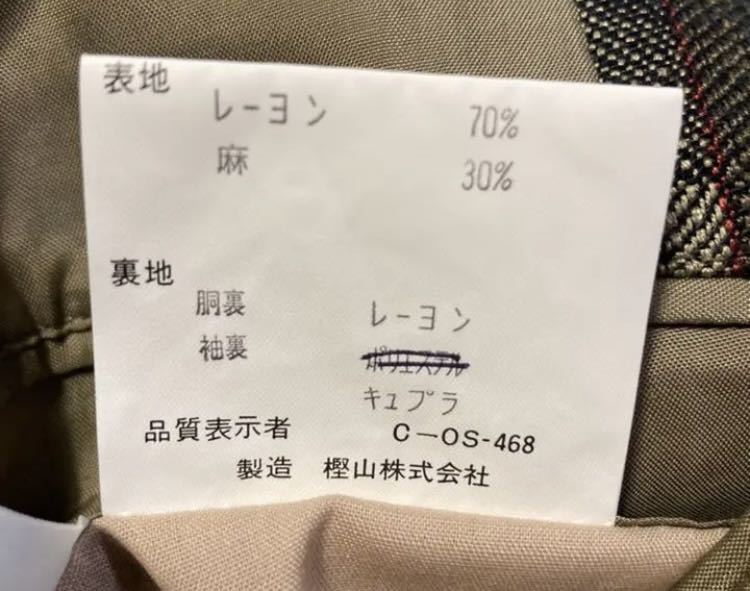 表地
レーヨン 70%
麻 30%
裏地
胴裏 レーヨン
袖裏 ポリエステル
キュプラ
品質表示者 C-OS-468
製造 樫山株式会社